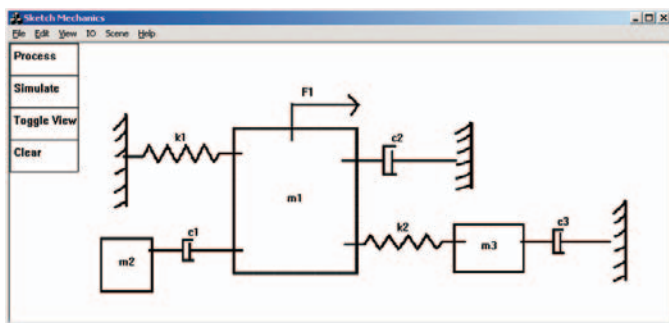 Sketch Mechanics
File Edit View IO Scene Help
Process
Simulate
Toggle View
Clear
F1
k1
c2
m1
c1
k2
c3
m2
m3